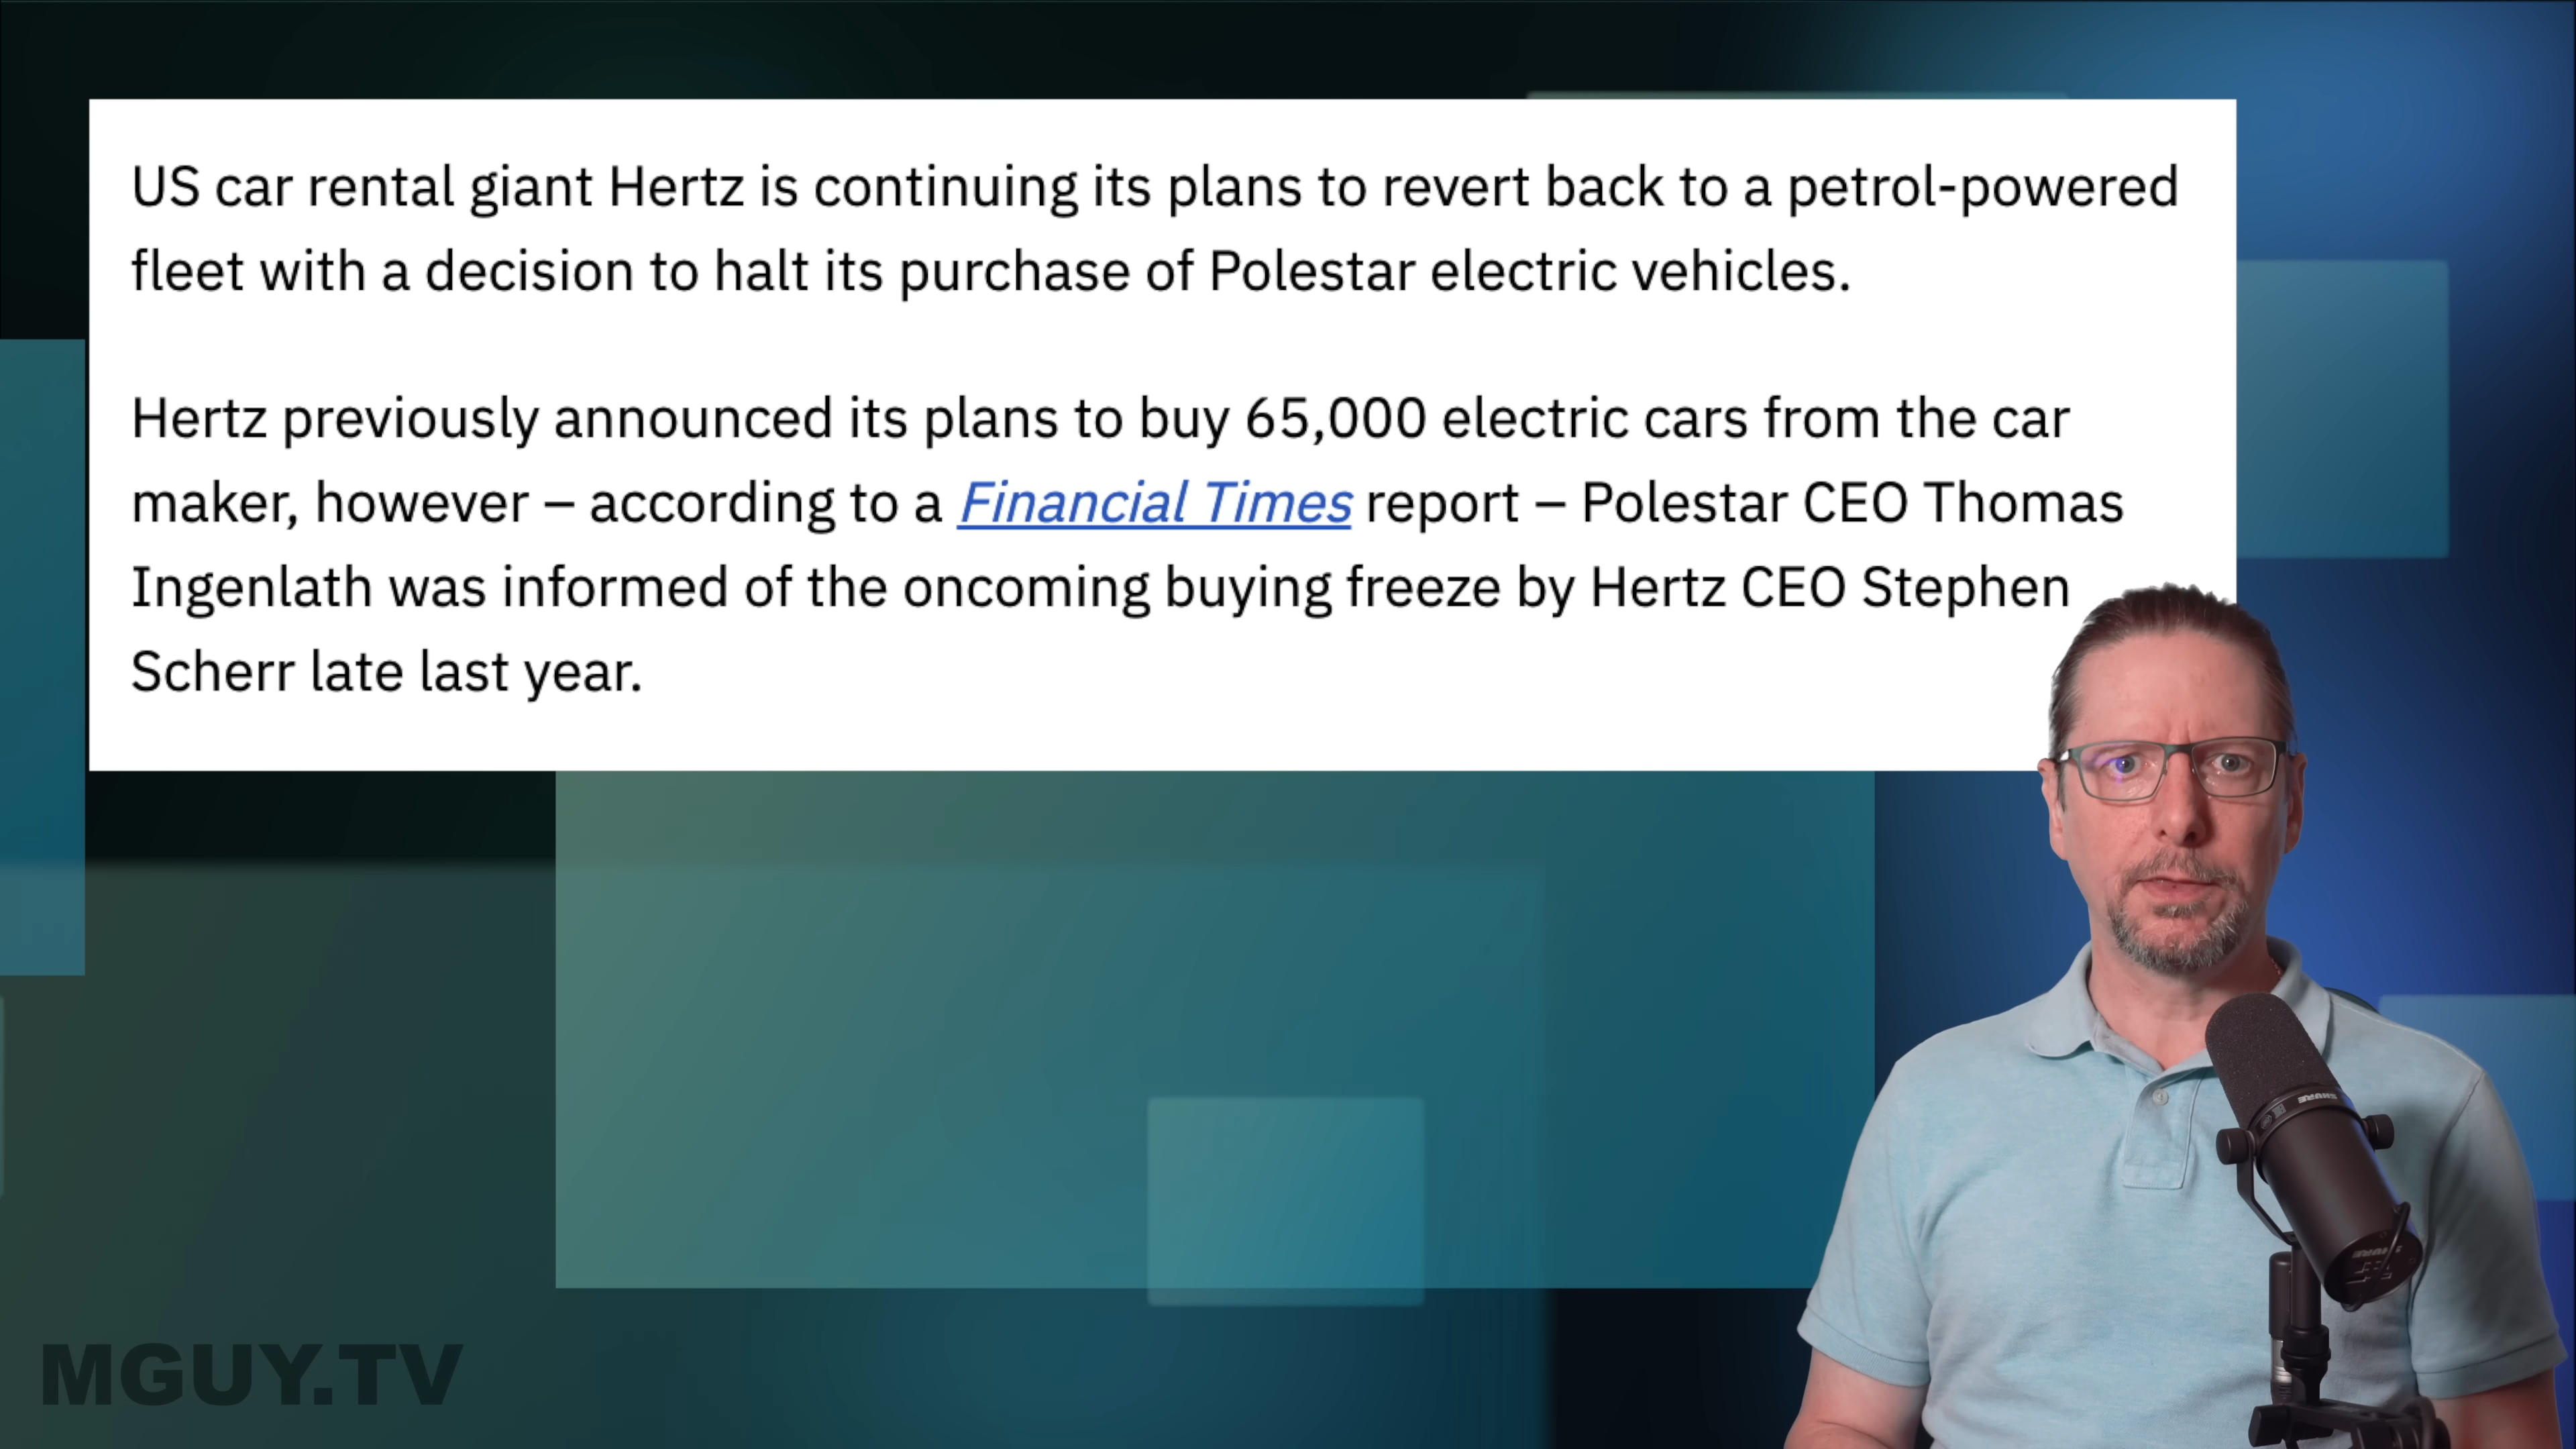 US car rental giant Hertz is continuing its plans to revert back to a petrol-powered
fleet with a decision to halt its purchase of Polestar electric vehicles.
Hertz previously announced its plans to buy 65,000 electric cars from the car
maker, however – according to a Financial Times report – Polestar CEO Thomas
Ingenlath was informed of the oncoming buying freeze by Hertz CEO Stephen
Scherr late last year.
SHURE
SHURE
MGUY.TV